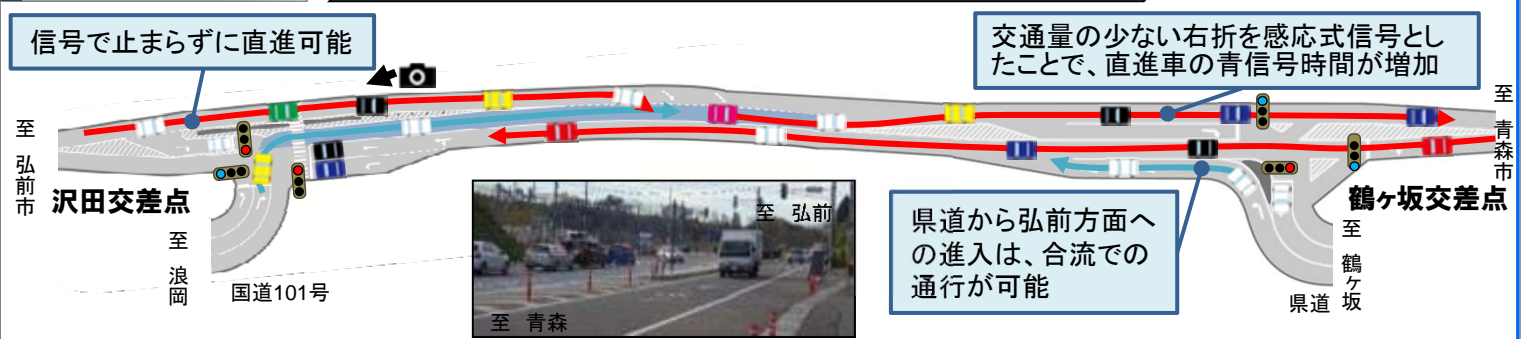 信号で止まらずに直進可能
交通量の少ない右折を感応式信号とし
たことで、直進車の青信号時間が増加
至 弘前市
沢田交差点
至 浪岡
国道101号
至 弘前
至 青森
県道から弘前方面へ
の進入は、合流での
通行が可能
至 青森市
鶴ヶ坂交差点
至 鶴ヶ坂
県道